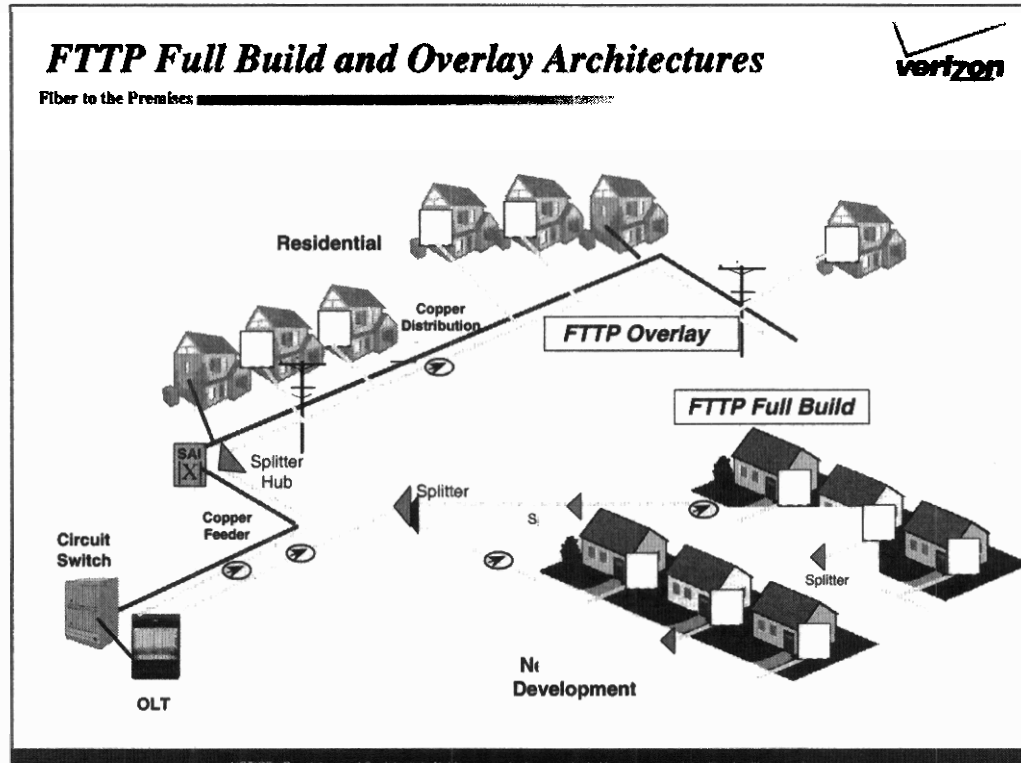 FTTP Full Build and Overlay Architectures
verizon
Fiber to the Premises
Residential
Copper
Distribution
FTTP Overlay
FTTP Full Build
SAI
X
Splitter
Hub
Splitter
S
Copper
Feeder
Circuit
Switch
Splitter
OLT
Ne
Development